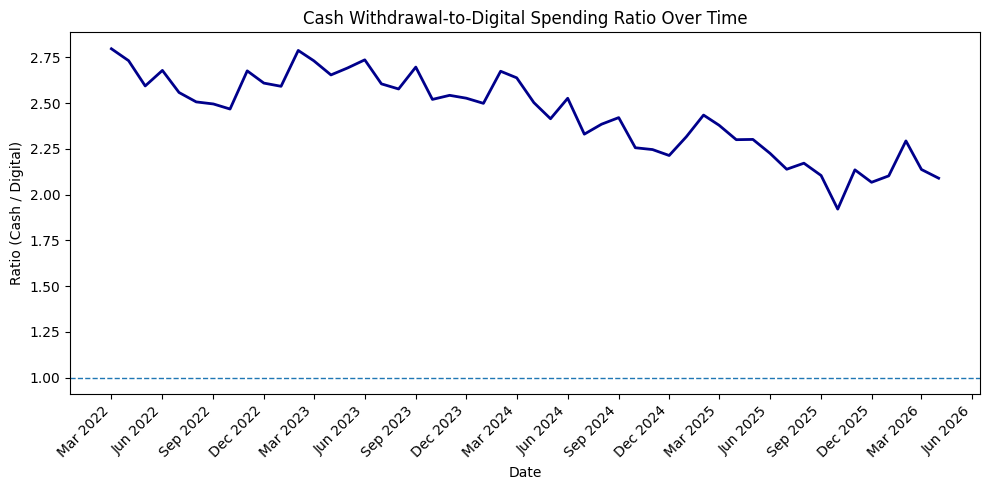 Cash Withdrawal-to-Digital Spending Ratio Over Time
Ratio (Cash / Digital)
2.75
2.50
2.25
2.00
1.75
1.50
1.25
1.00
Mar 2022
Jun 2022
Sep 2022
Dec 2022
Mar 2023
Jun 2023
Sep 2023
Dec 2023
Mar 2024
Jun 2024
Sep 2024
Dec 2024
Mar 2025
Jun 2025
Sep 2025
Dec 2025
Mar 2026
Jun 2026
Date